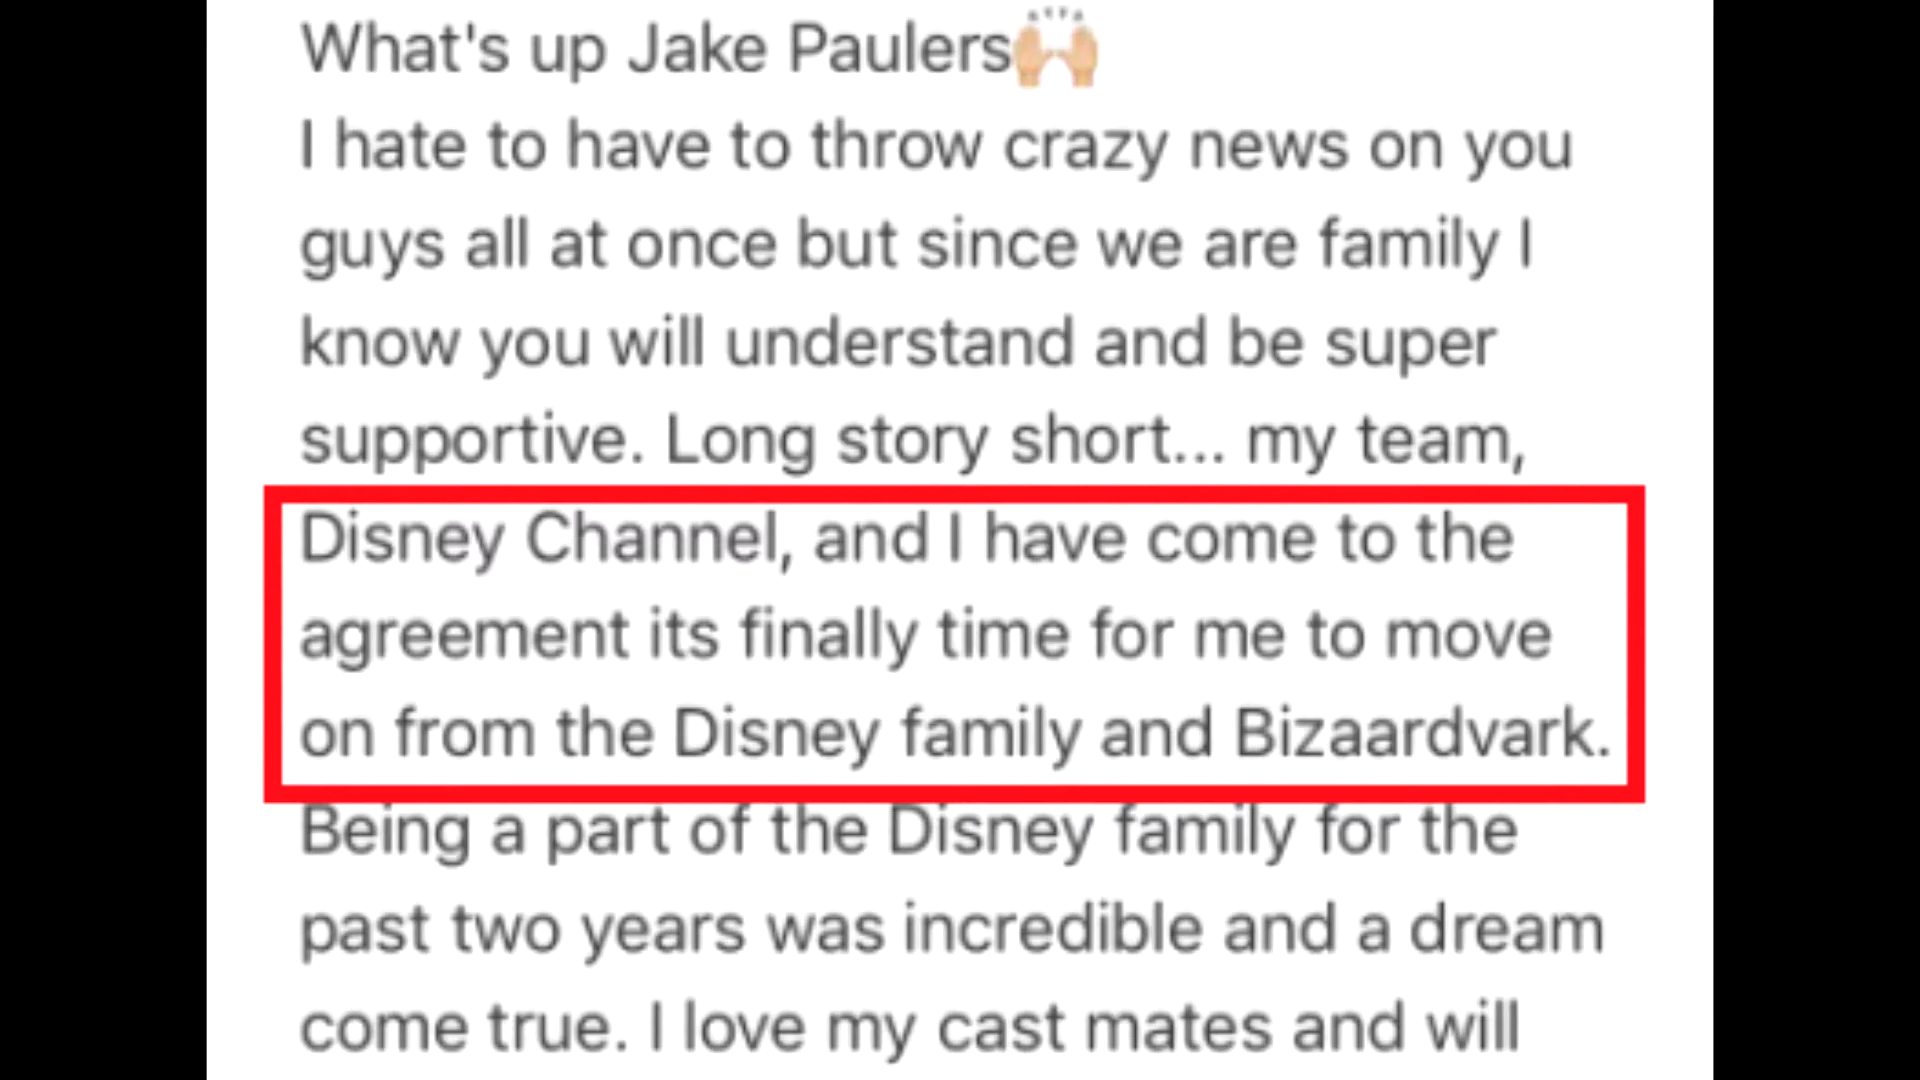 What's up Jake Paulers🙌🏼
I hate to have to throw crazy news on you
guys all at once but since we are family I
know you will understand and be super
supportive. Long story short... my team,
Disney Channel, and I have come to the
agreement its finally time for me to move
on from the Disney family and Bizaardvark.
Being a part of the Disney family for the
past two years was incredible and a dream
come true. I love my cast mates and will